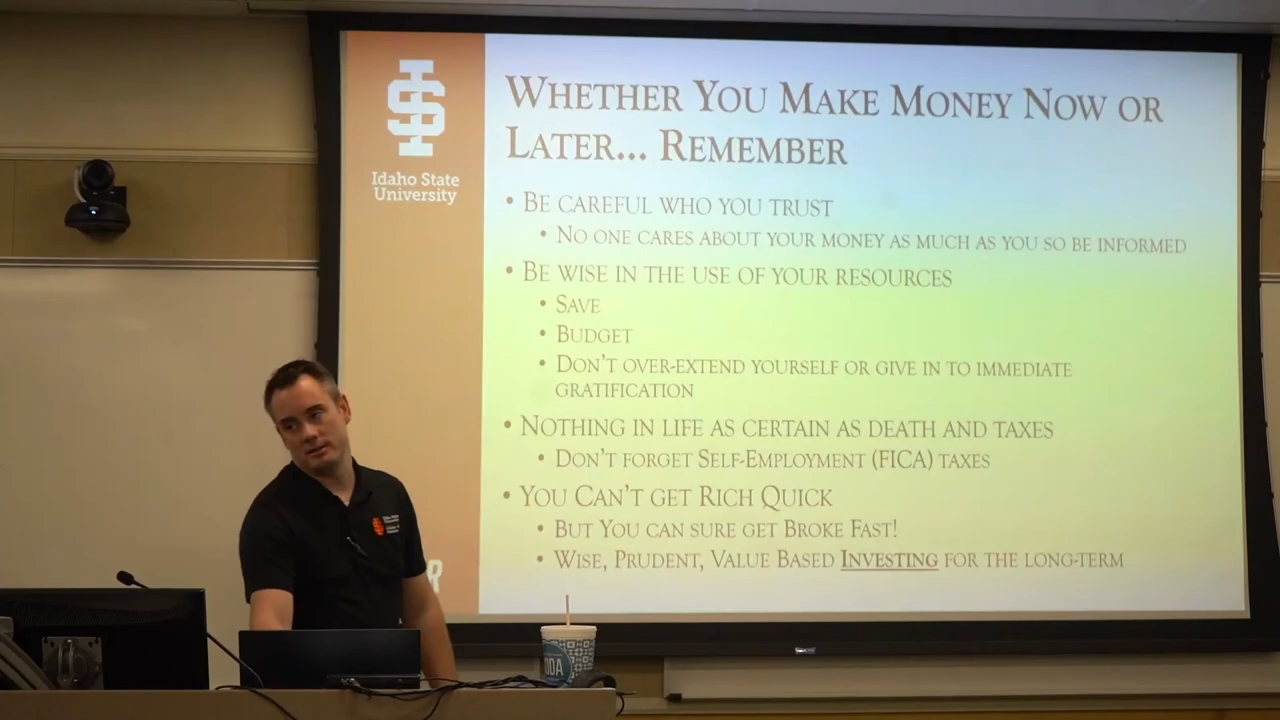 Idaho State
University
WHETHER YOU MAKE MONEY NOW OR
LATER... REMEMBER
• BE CAREFUL WHO YOU TRUST
• NO ONE CARES ABOUT YOUR MONEY AS MUCH AS YOU SO BE INFORMED
• BE WISE IN THE USE OF YOUR RESOURCES
• SAVE
• BUDGET
• DON'T OVER-EXTEND YOURSELF OR GIVE IN TO IMMEDIATE
GRATIFICATION
• NOTHING IN LIFE AS CERTAIN AS DEATH AND TAXES
• DON'T FORGET SELF-EMPLOYMENT (FICA) TAXES
• YOU CAN'T GET RICH QUICK
• BUT YOU CAN SURE GET BROKE FAST!
• WISE, PRUDENT, VALUE BASED INVESTING FOR THE LONG-TERM